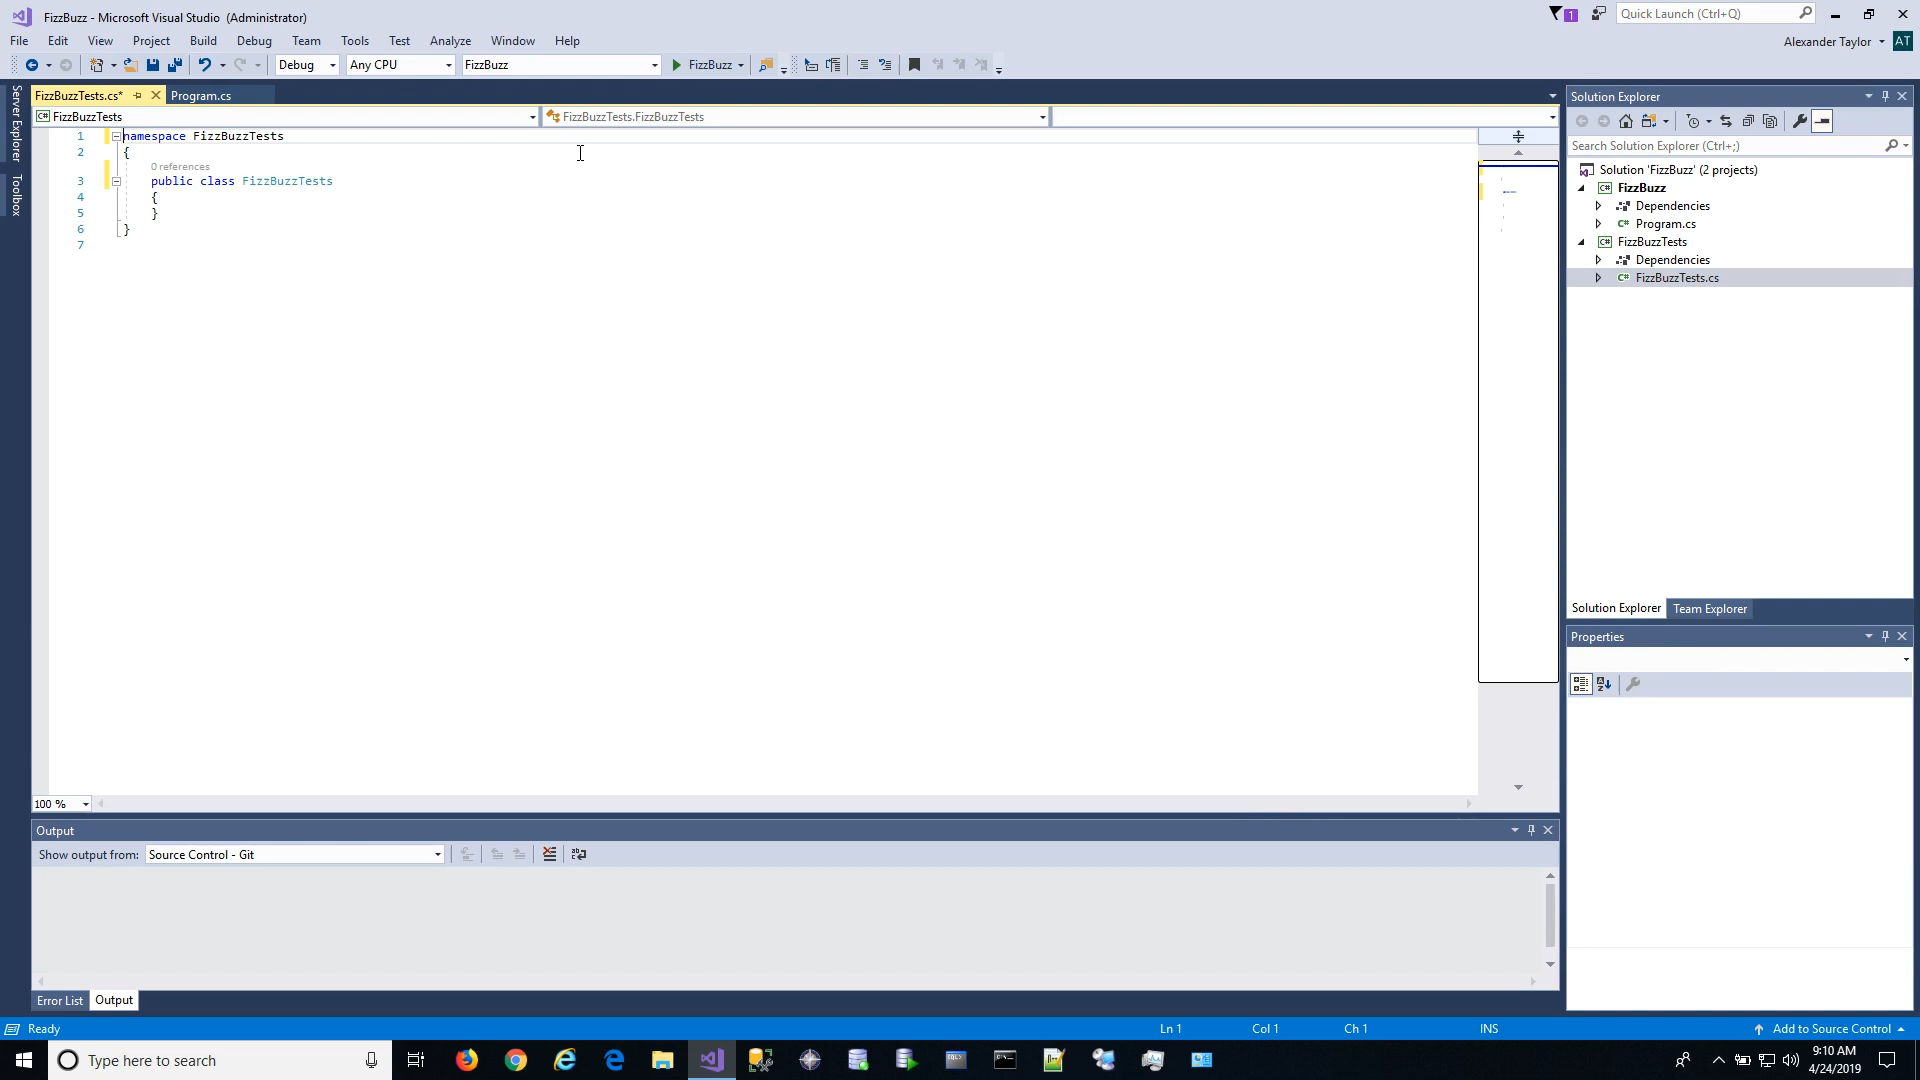 FizzBuzz - Microsoft Visual Studio (Administrator)
1
Quick Launch (Ctrl+Q)
File Edit View Project Build Debug Team Tools Test Analyze Window Help
Alexander Taylor AT
Debug Any CPU FizzBuzz FizzBuzz
Server Explorer
Toolbox
FizzBuzzTests.cs* Program.cs
FizzBuzzTests FizzBuzzTests.FizzBuzzTests
1 namespace FizzBuzzTests
2 {
0 references
3 public class FizzBuzzTests
4 {
5 }
6 }
7
100 %
Solution Explorer
Search Solution Explorer (Ctrl+;)
Solution 'FizzBuzz' (2 projects)
C# FizzBuzz
Dependencies
C# Program.cs
C# FizzBuzzTests
Dependencies
C# FizzBuzzTests.cs
Solution Explorer Team Explorer
Properties
Output
Show output from: Source Control - Git
Error List Output
Ready Ln 1 Col 1 Ch 1 INS Add to Source Control
Type here to search
9:10 AM
4/24/2019